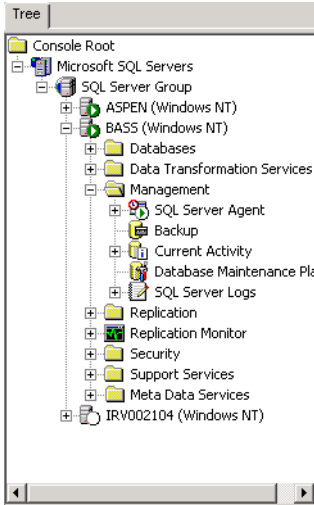 Tree
Console Root
Microsoft SQL Servers
SQL Server Group
ASPEN (Windows NT)
BASS (Windows NT)
Databases
Data Transformation Services
Management
SQL Server Agent
Backup
Current Activity
Database Maintenance Pla
SQL Server Logs
Replication
Replication Monitor
Security
Support Services
Meta Data Services
IRV002104 (Windows NT)